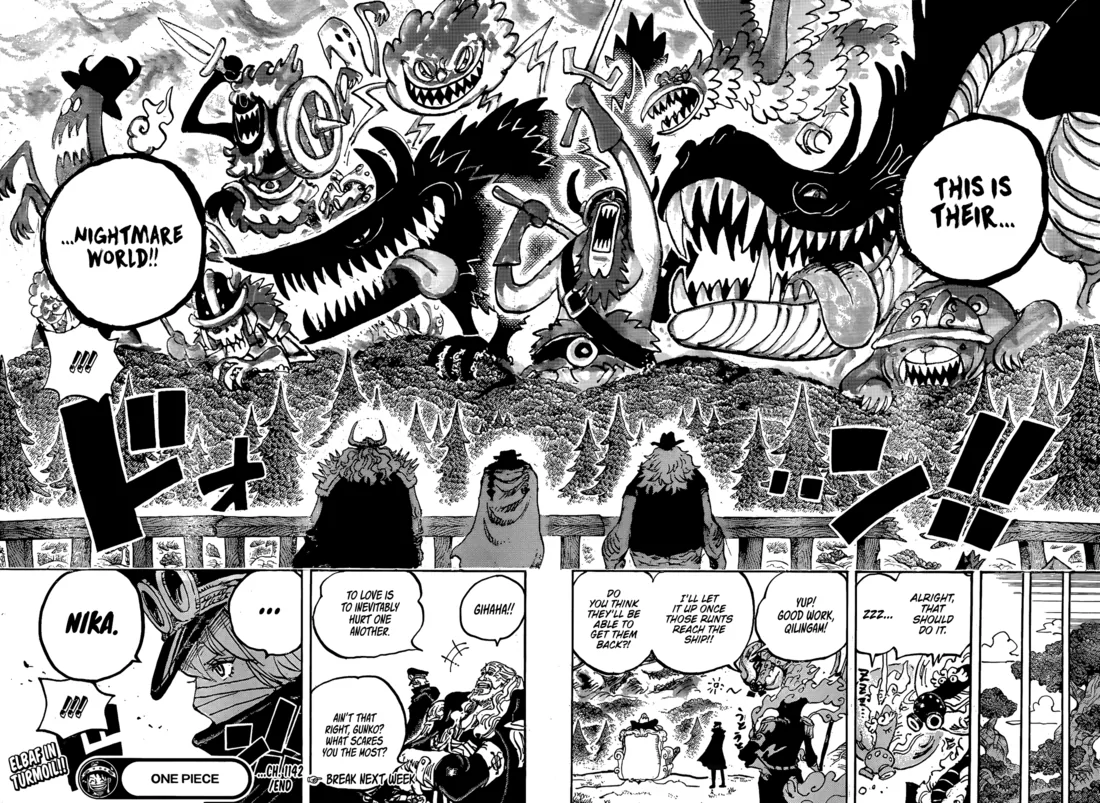 THIS IS
THEIR...
...NIGHTMARE
WORLD!!
!!!
ドォン!!
ALRIGHT,
THAT
SHOULD
DO IT.
ZZZ...
YUP!
GOOD WORK,
QILINGAM!
I'LL LET
IT UP ONCE
THOSE RUNTS
REACH THE
SHIP!!
DO
YOU THINK
THEY'LL BE
ABLE TO
GET THEM
BACK?!
GIHAHA!!
TO LOVE IS
TO INEVITABLY
HURT ONE
ANOTHER.
AIN'T THAT
RIGHT, GUNKO?
WHAT SCARES
YOU THE MOST?
BREAK NEXT WEEK
...
NIKA.
!!!
ELBAF IN
TURMOIL!!
ONE PIECE
...CH. 1142
/END